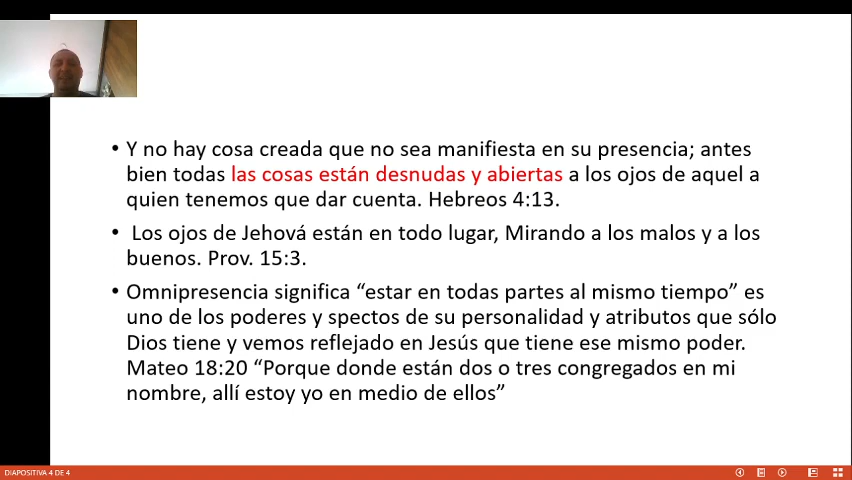 • Y no hay cosa creada que no sea manifiesta en su presencia; antes
bien todas las cosas están desnudas y abiertas a los ojos de aquel a
quien tenemos que dar cuenta. Hebreos 4:13.
• Los ojos de Jehová están en todo lugar, Mirando a los malos y a los
buenos. Prov. 15:3.
• Omnipresencia significa “estar en todas partes al mismo tiempo” es
uno de los poderes y spectos de su personalidad y atributos que sólo
Dios tiene y vemos reflejado en Jesús que tiene ese mismo poder.
Mateo 18:20 “Porque donde están dos o tres congregados en mi
nombre, allí estoy yo en medio de ellos”
DIAPOSITIVA 4 DE 4